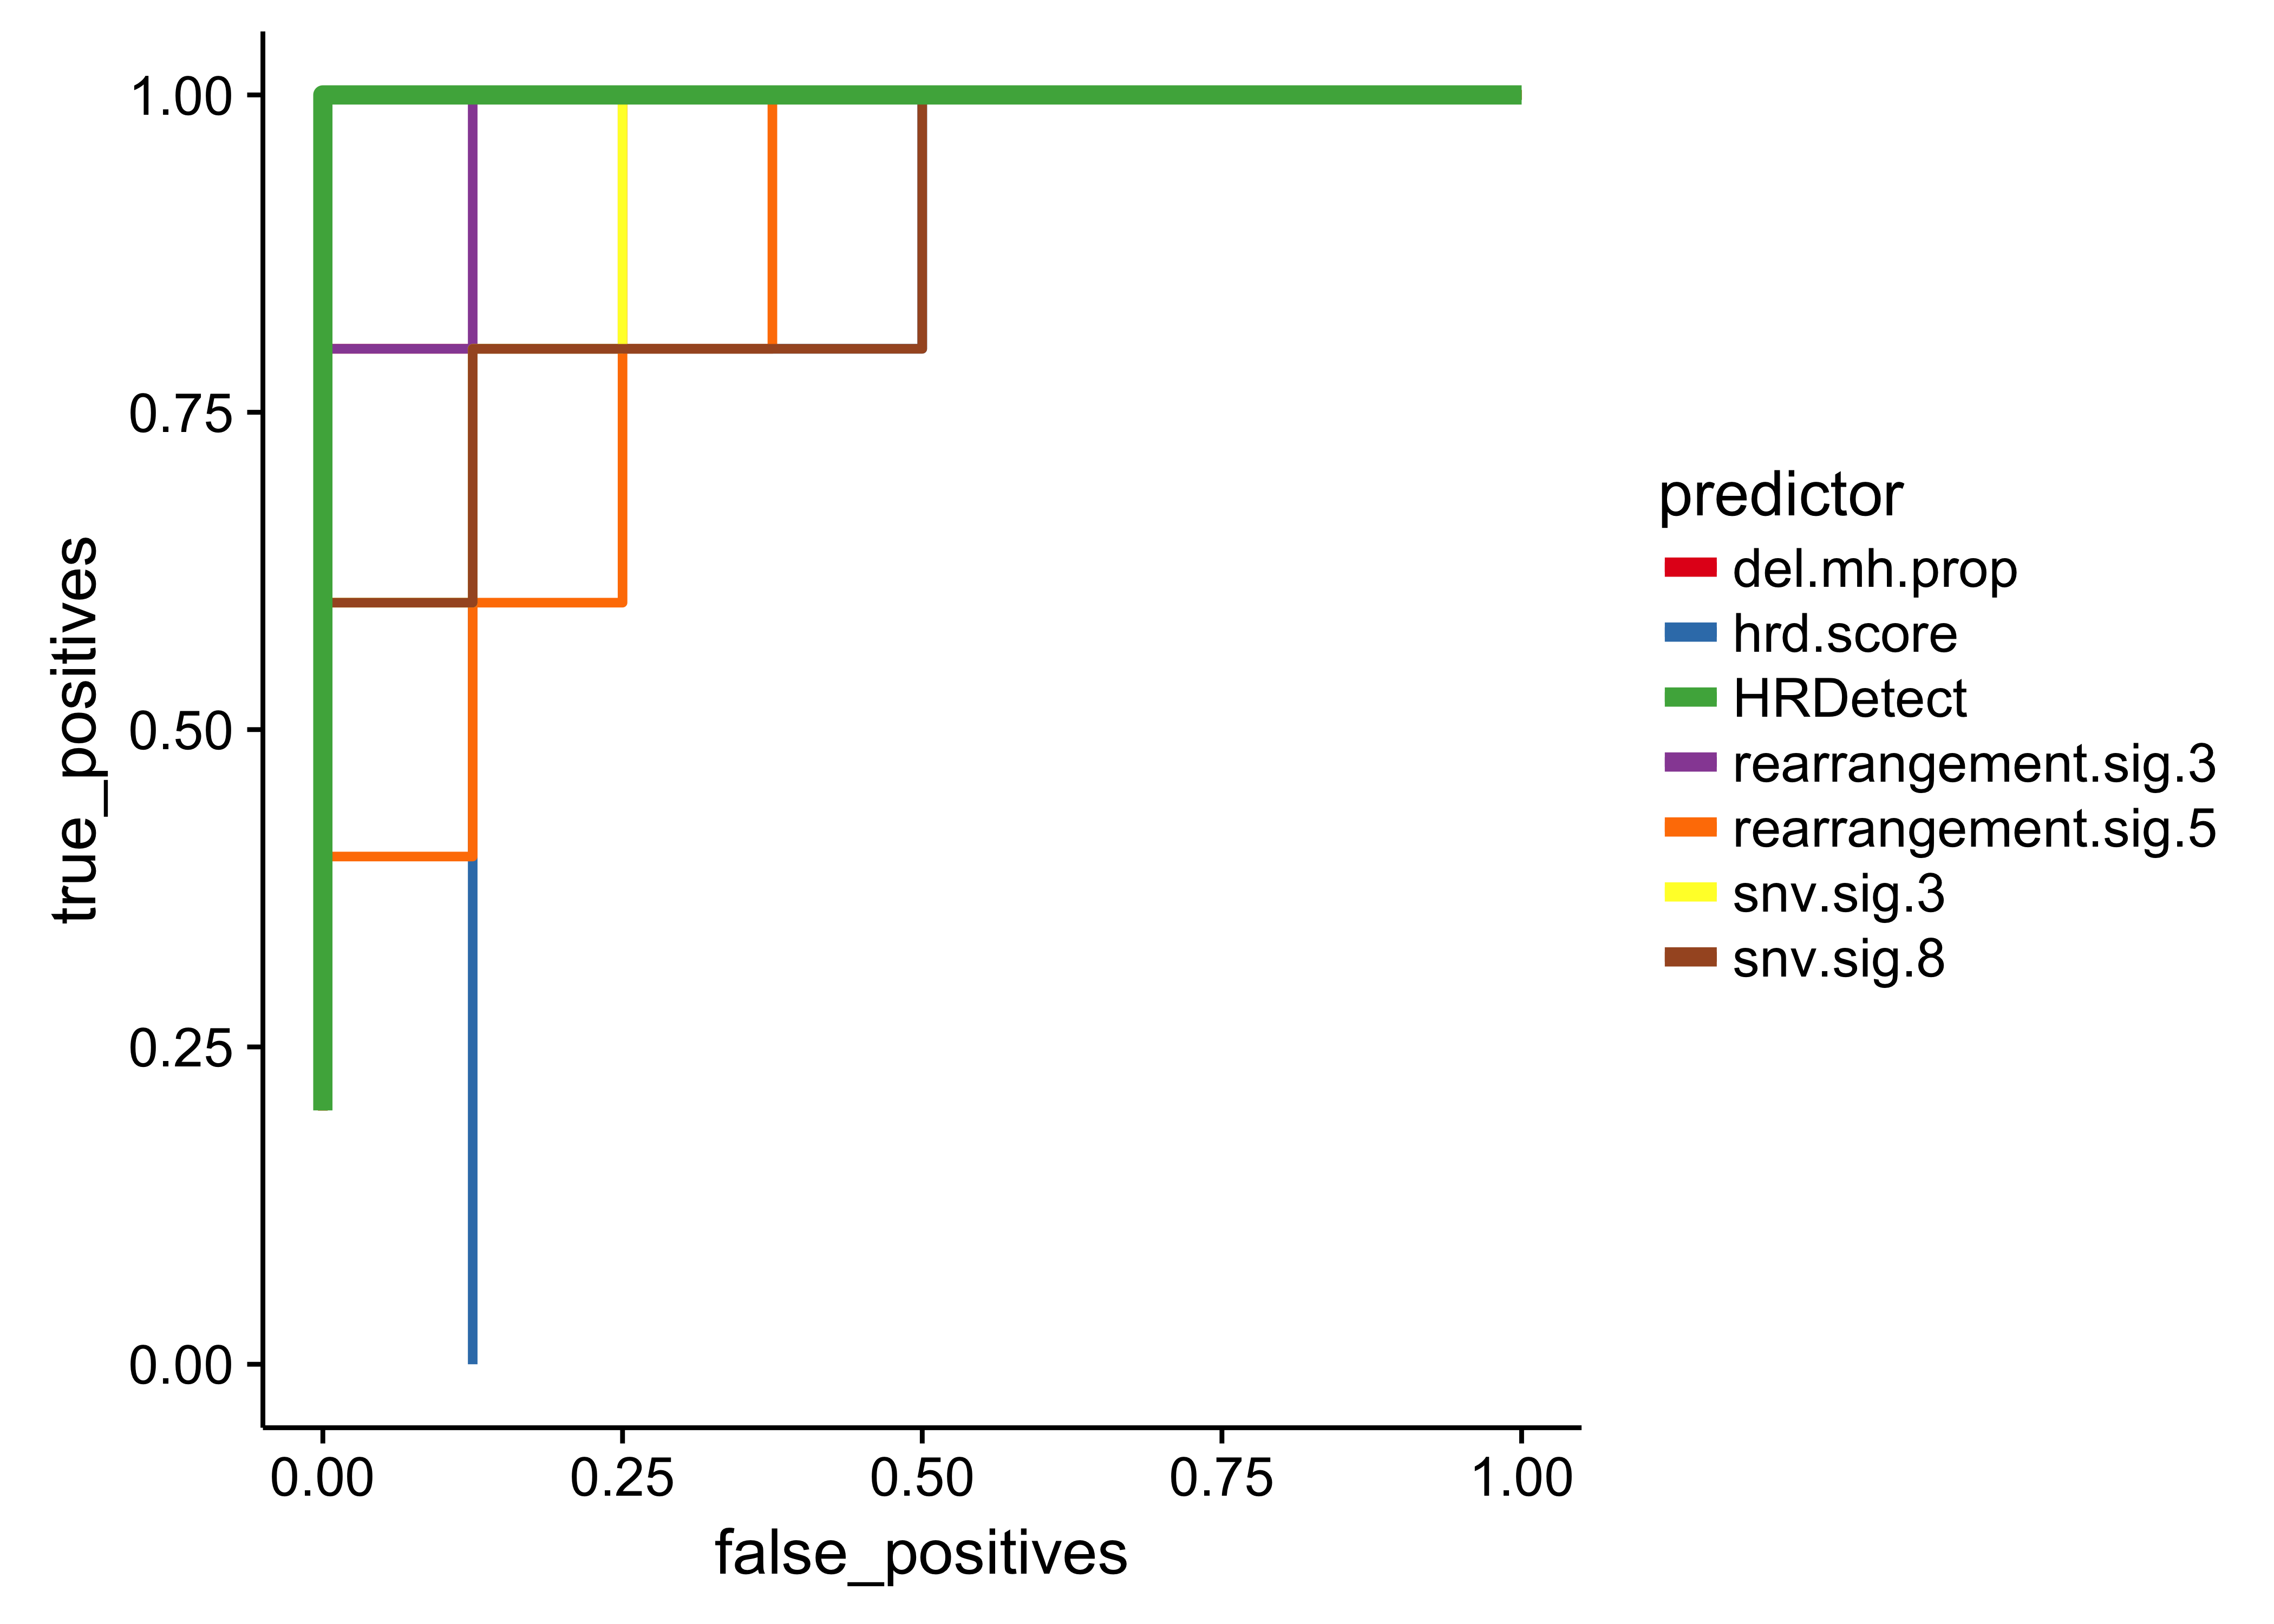 1.00
0.75
0.50
0.25
0.00
true_positives
0.00 0.25 0.50 0.75 1.00
false_positives
predictor
del.mh.prop
hrd.score
HRDetect
rearrangement.sig.3
rearrangement.sig.5
snv.sig.3
snv.sig.8